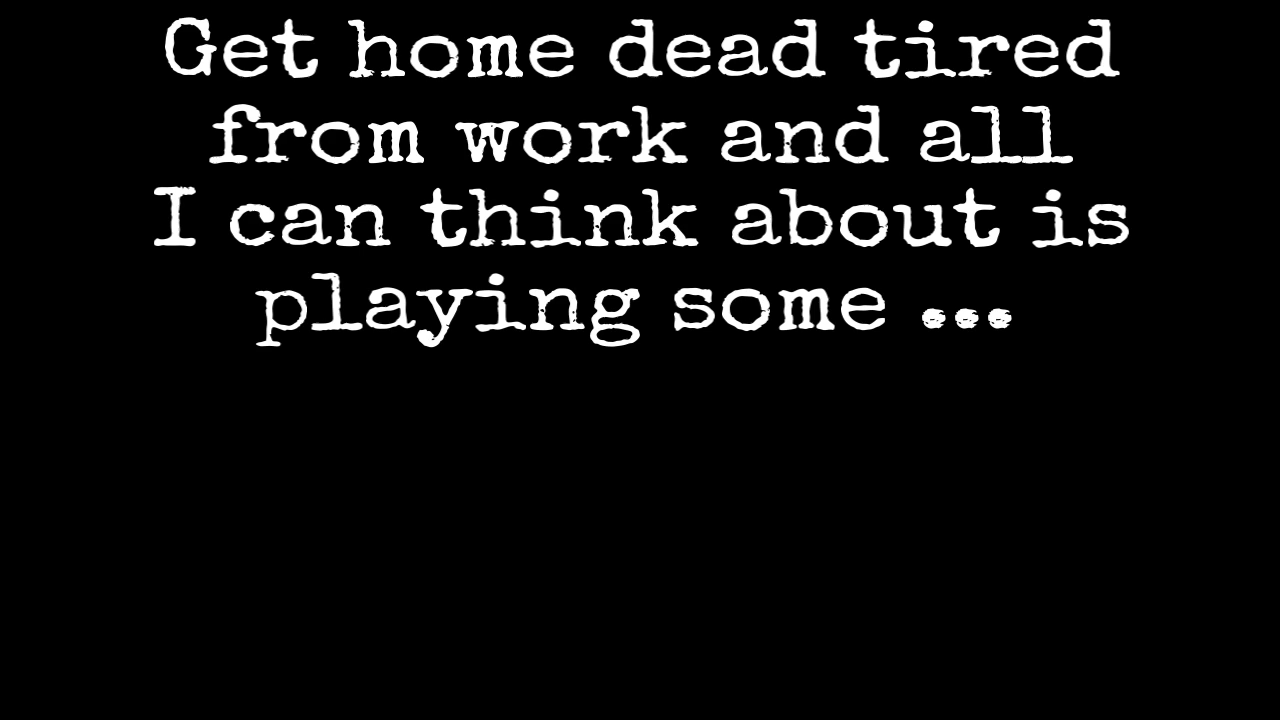 Get home dead tired
from work and all
I can think about is
playing some ...